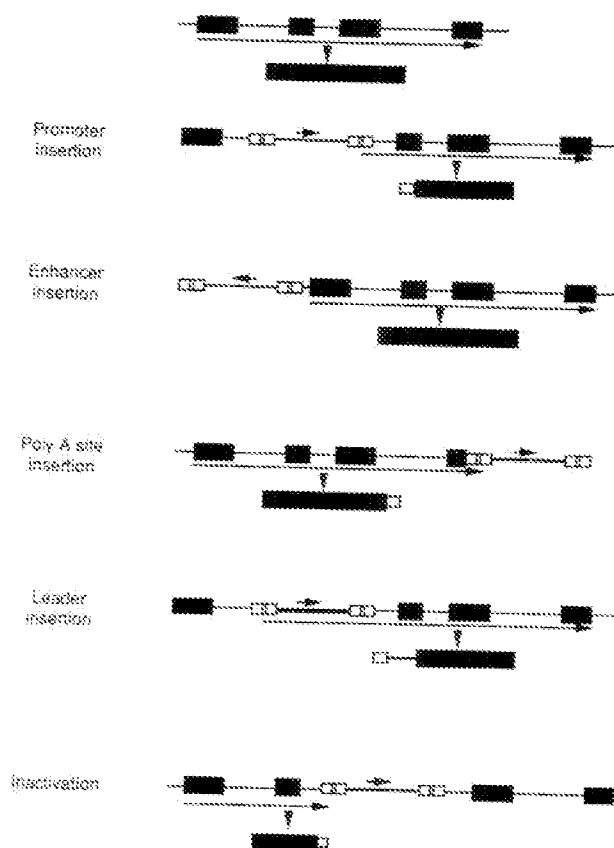 Promoter
insertion
Enhancer
insertion
Poly A site
insertion
Leader
insertion
Inactivation